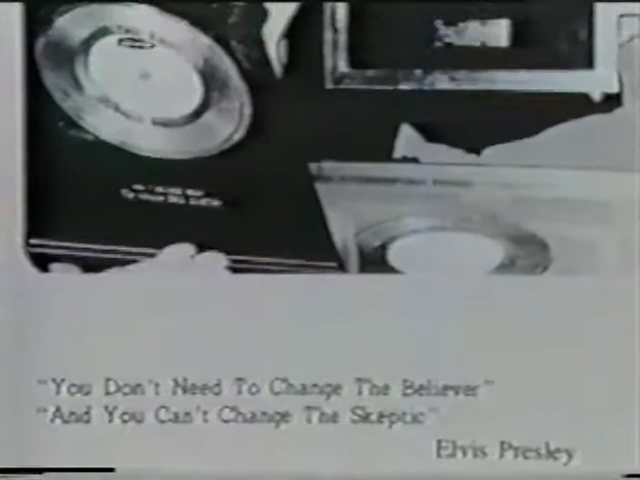 "You Don't Need To Change The Believer"
"And You Can't Change The Skeptic"
Elvis Presley